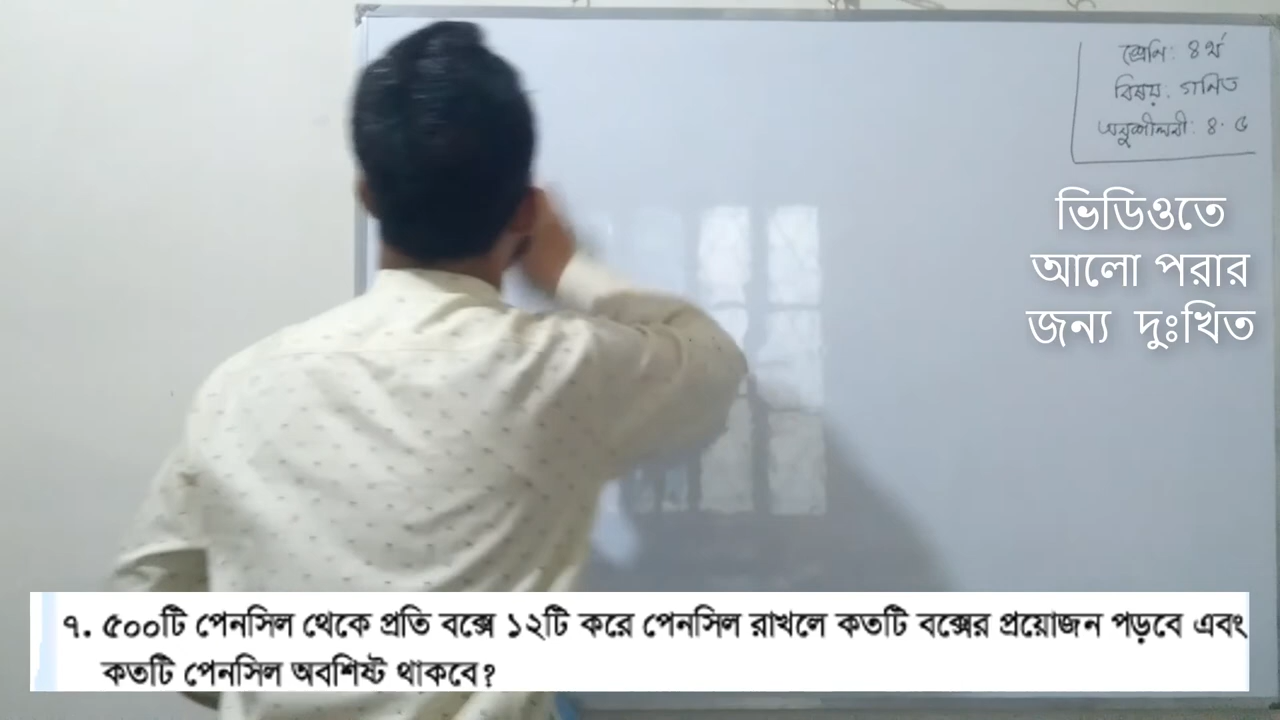 শ্রেনি: ৪র্থ
বিষয়: গনিত
অনুশীলনী: ৪.৫
ভিডিওতে
আলো পরার
জন্য দুঃখিত
৭. ৫০০টি পেনসিল থেকে প্রতি বক্সে ১২টি করে পেনসিল রাখলে কতটি বক্সের প্রয়োজন পড়বে এবং
কতটি পেনসিল অবশিষ্ট থাকবে?